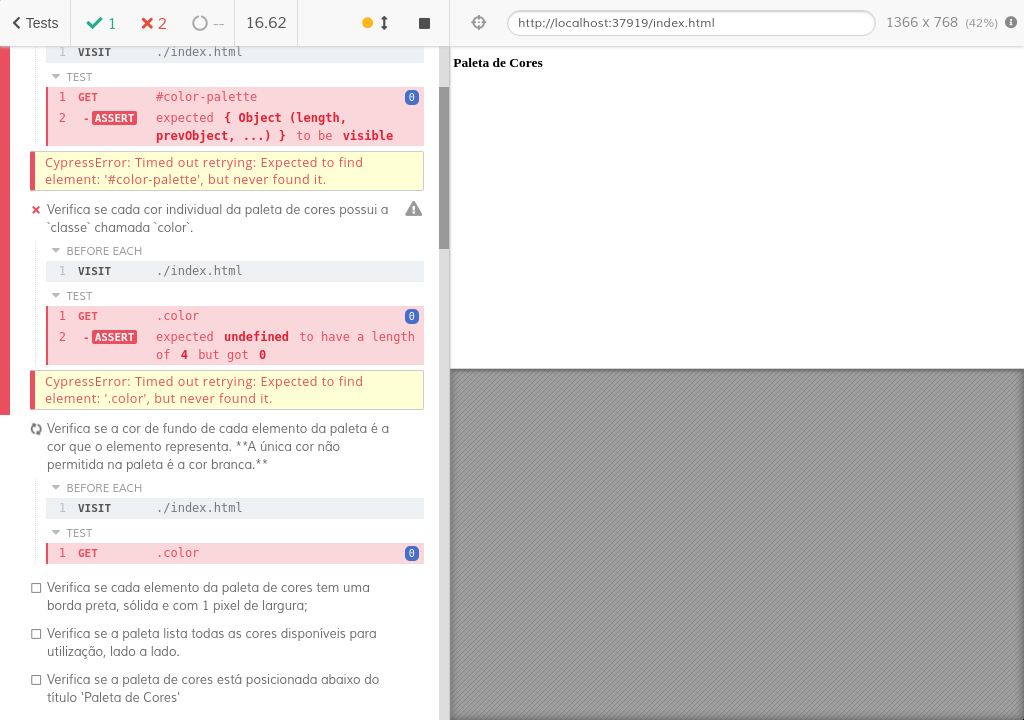 Tests 1 2 -- 16.62 http://localhost:37919/index.html 1366 x 768 (42%)
1 VISIT ./index.html
TEST
1 GET #color-palette 0
2 -ASSERT expected { Object (length,
prevObject, ...) } to be visible
CypressError: Timed out retrying: Expected to find
element: '#color-palette', but never found it.
Verifica se cada cor individual da paleta de cores possui a
`classe` chamada `color`.
BEFORE EACH
1 VISIT ./index.html
TEST
1 GET .color 0
2 -ASSERT expected undefined to have a length
of 4 but got 0
CypressError: Timed out retrying: Expected to find
element: '.color', but never found it.
Verifica se a cor de fundo de cada elemento da paleta é a
cor que o elemento representa. **A única cor não
permitida na paleta é a cor branca.**
BEFORE EACH
1 VISIT ./index.html
TEST
1 GET .color 0
Verifica se cada elemento da paleta de cores tem uma
borda preta, sólida e com 1 pixel de largura;
Verifica se a paleta lista todas as cores disponíveis para
utilização, lado a lado.
Verifica se a paleta de cores está posicionada abaixo do
título 'Paleta de Cores'
Paleta de Cores